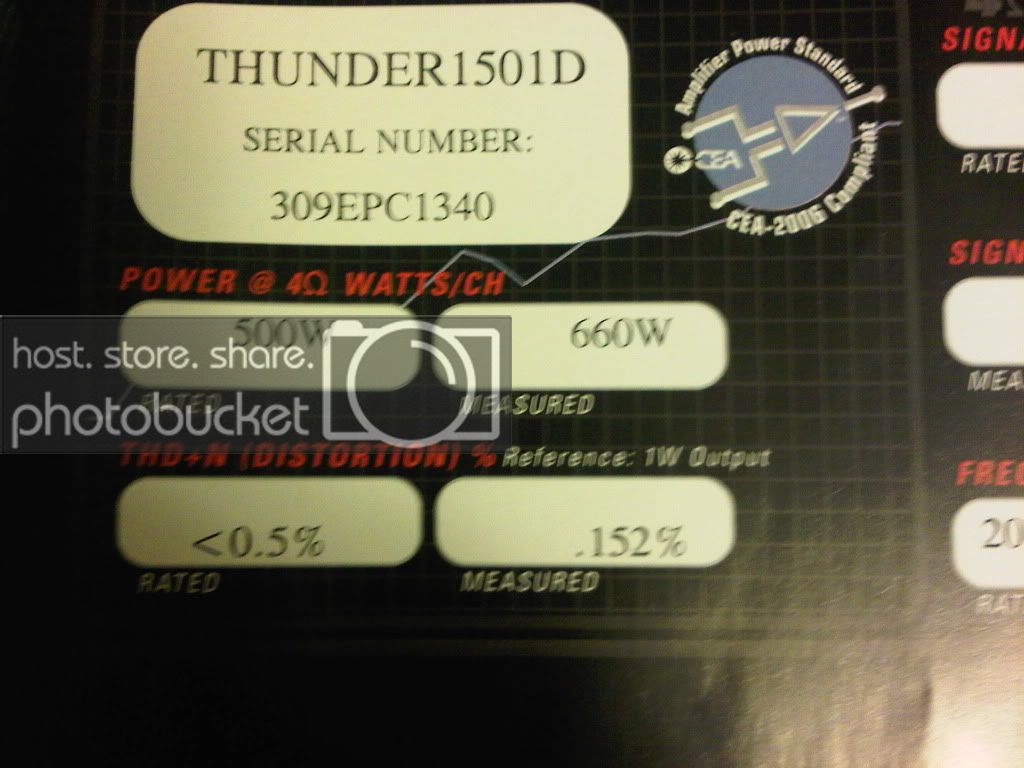 THUNDER1501D
SERIAL NUMBER:
309EPC1340
Amplifier Power Standard
CEA
CEA-2006 Compliant
POWER @ 4Ω WATTS/CH
500W 660W
RATED MEASURED
host. store. share.
photobucket
THD+N (DISTORTION) % Reference: 1W Output
<0.5% .152%
RATED MEASURED
4Ω
SIGNA
RATE
SIGN
MEA
FREQ
20
RAT